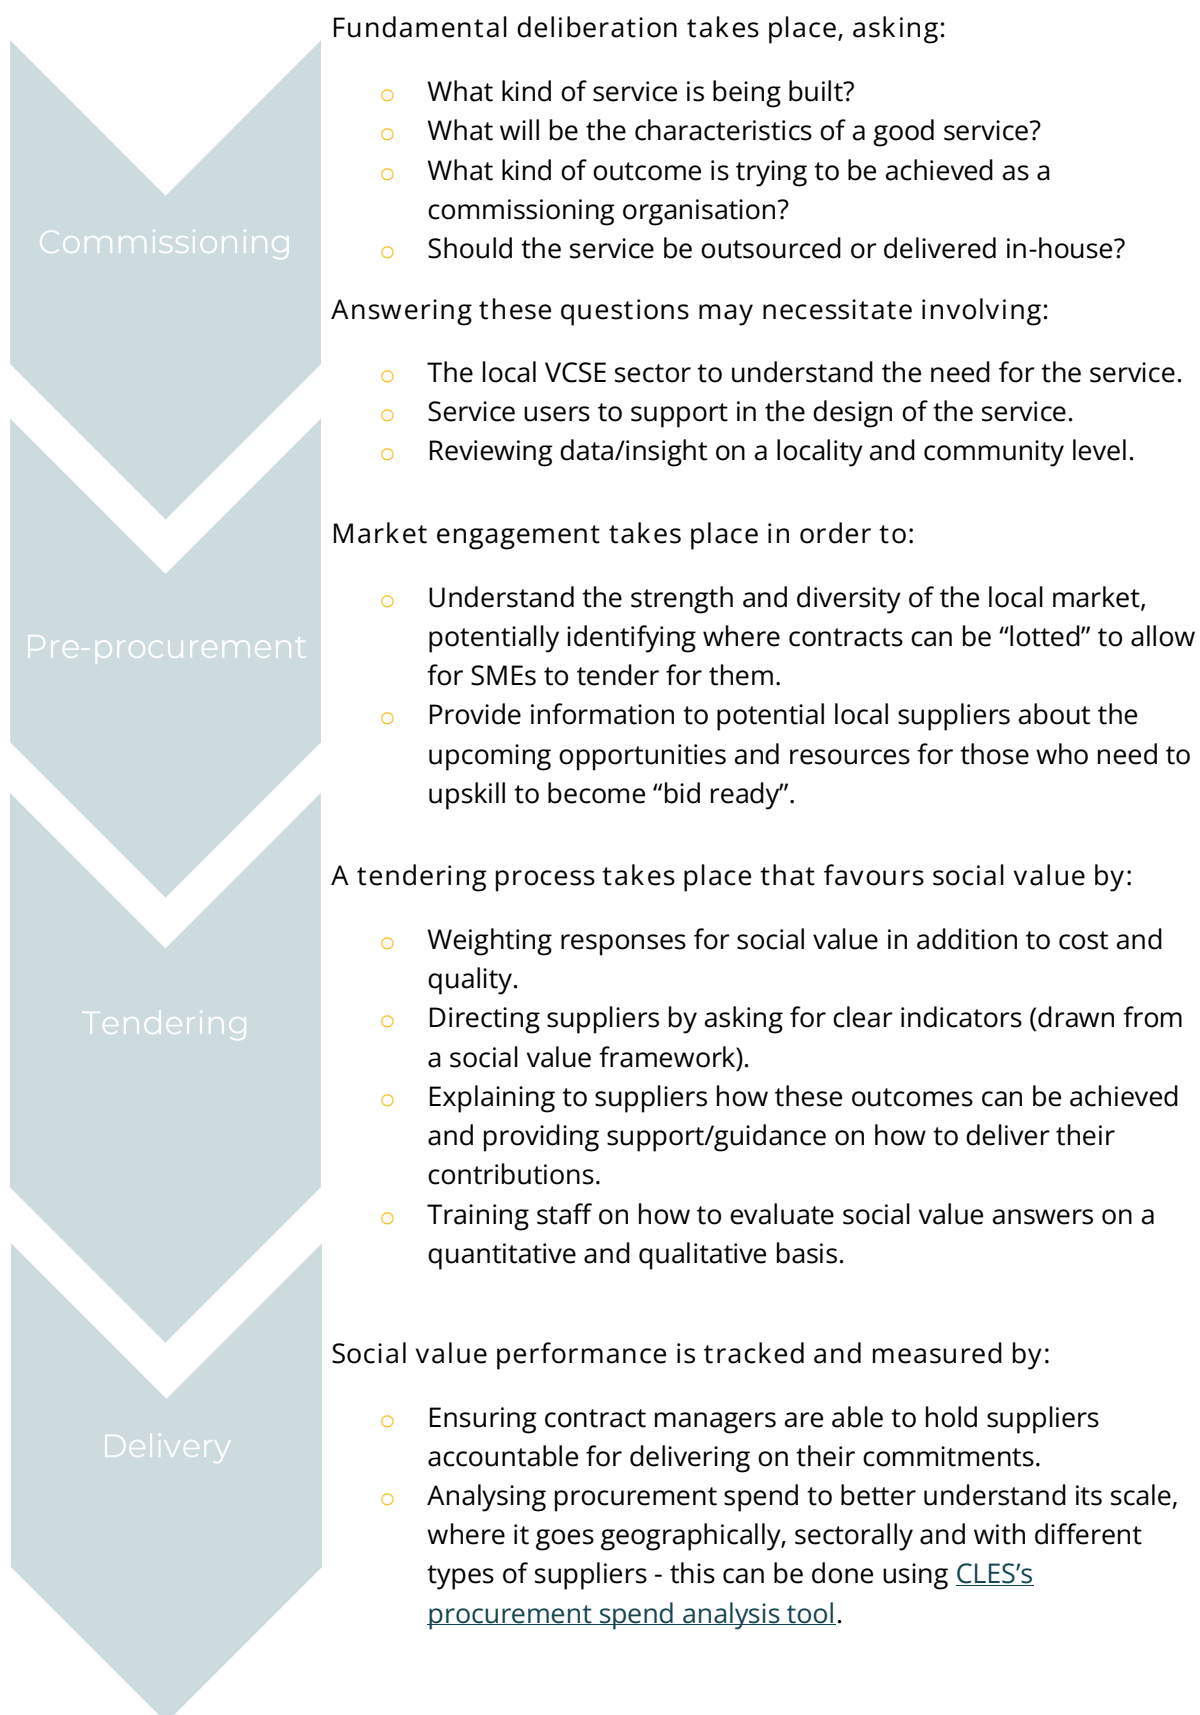 Fundamental deliberation takes place, asking:
o What kind of service is being built?
o What will be the characteristics of a good service?
o What kind of outcome is trying to be achieved as a
commissioning organisation?
Commissioning
o Should the service be outsourced or delivered in-house?
Answering these questions may necessitate involving:
o The local VCSE sector to understand the need for the service.
o Service users to support in the design of the service.
o Reviewing data/insight on a locality and community level.
Market engagement takes place in order to:
o Understand the strength and diversity of the local market,
potentially identifying where contracts can be “lotted” to allow
Pre-procurement
for SMEs to tender for them.
o Provide information to potential local suppliers about the
upcoming opportunities and resources for those who need to
upskill to become “bid ready”.
A tendering process takes place that favours social value by:
o Weighting responses for social value in addition to cost and
quality.
Tendering
o Directing suppliers by asking for clear indicators (drawn from
a social value framework).
o Explaining to suppliers how these outcomes can be achieved
and providing support/guidance on how to deliver their
contributions.
o Training staff on how to evaluate social value answers on a
quantitative and qualitative basis.
Social value performance is tracked and measured by:
o Ensuring contract managers are able to hold suppliers
Delivery
accountable for delivering on their commitments.
o Analysing procurement spend to better understand its scale,
where it goes geographically, sectorally and with different
types of suppliers - this can be done using CLES’s
procurement spend analysis tool.